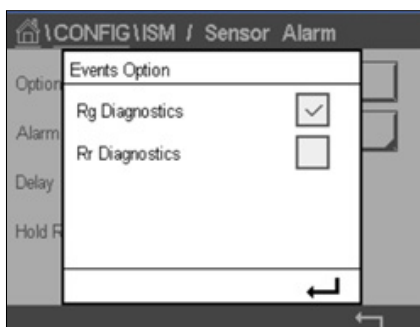 \CONFIG\ISM / Sensor Alarm
Events Option
Option
Rg Diagnostics
Alarm
Rr Diagnostics
Delay
Hold R